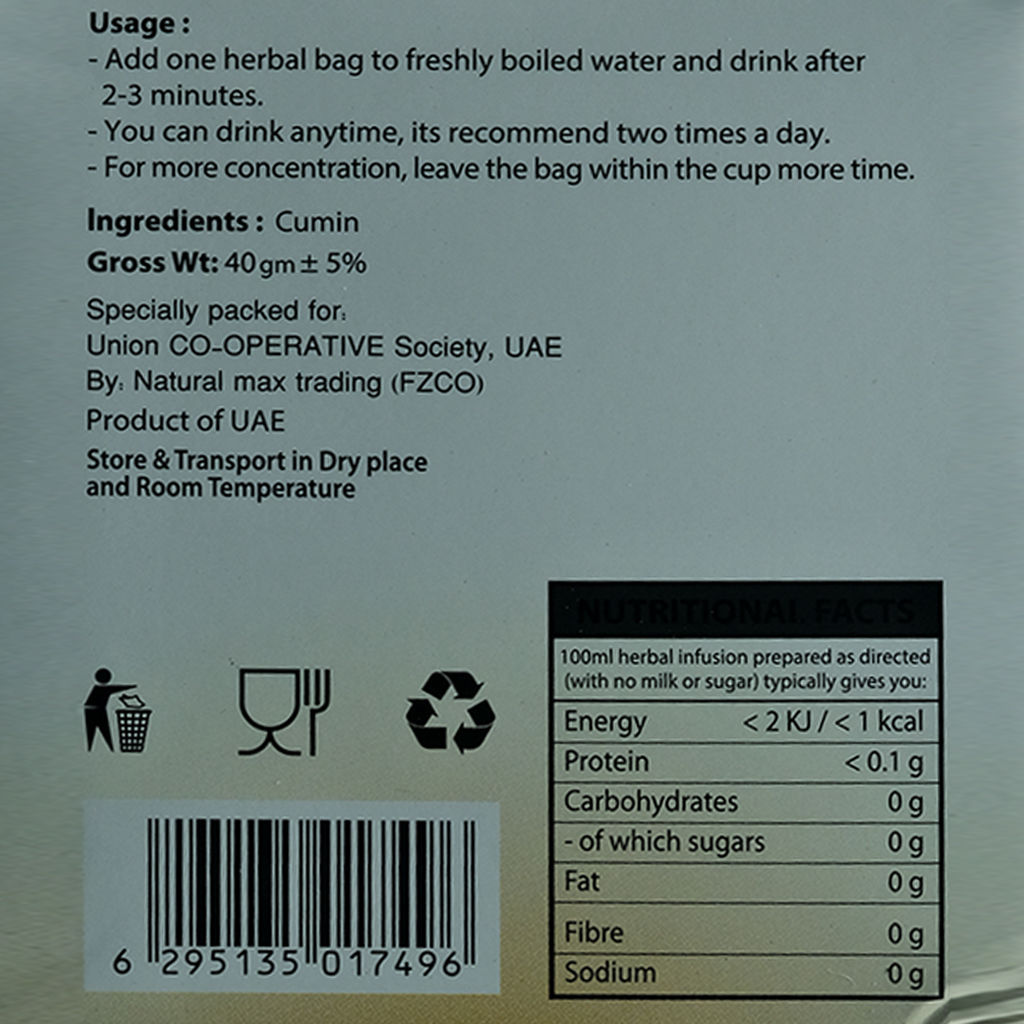 Usage :
- Add one herbal bag to freshly boiled water and drink after
2-3 minutes.
- You can drink anytime, its recommend two times a day.
- For more concentration, leave the bag within the cup more time.
Ingredients : Cumin
Gross Wt: 40 gm ± 5%
Specially packed for:
Union CO-OPERATIVE Society, UAE
By: Natural max trading (FZCO)
Product of UAE
Store & Transport in Dry place
and Room Temperature
NUTRITIONAL FACTS
100ml herbal infusion prepared as directed
(with no milk or sugar) typically gives you:
Energy < 2 KJ / < 1 kcal
Protein < 0.1 g
Carbohydrates 0 g
- of which sugars 0 g
Fat 0 g
Fibre 0 g
Sodium 0 g
6 295135 017496